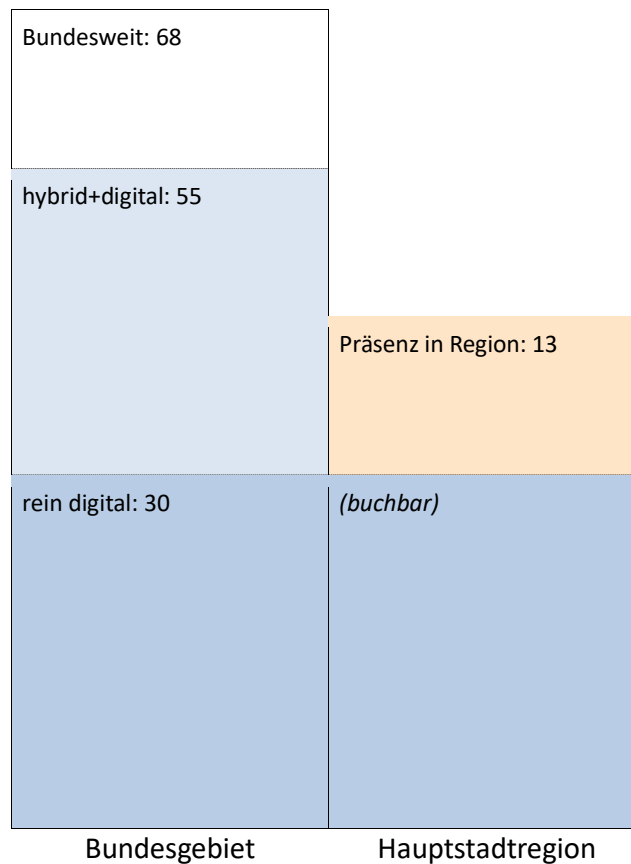 Bundesweit: 68
hybrid+digital: 55
Präsenz in Region: 13
rein digital: 30
(buchbar)
Bundesgebiet
Hauptstadtregion